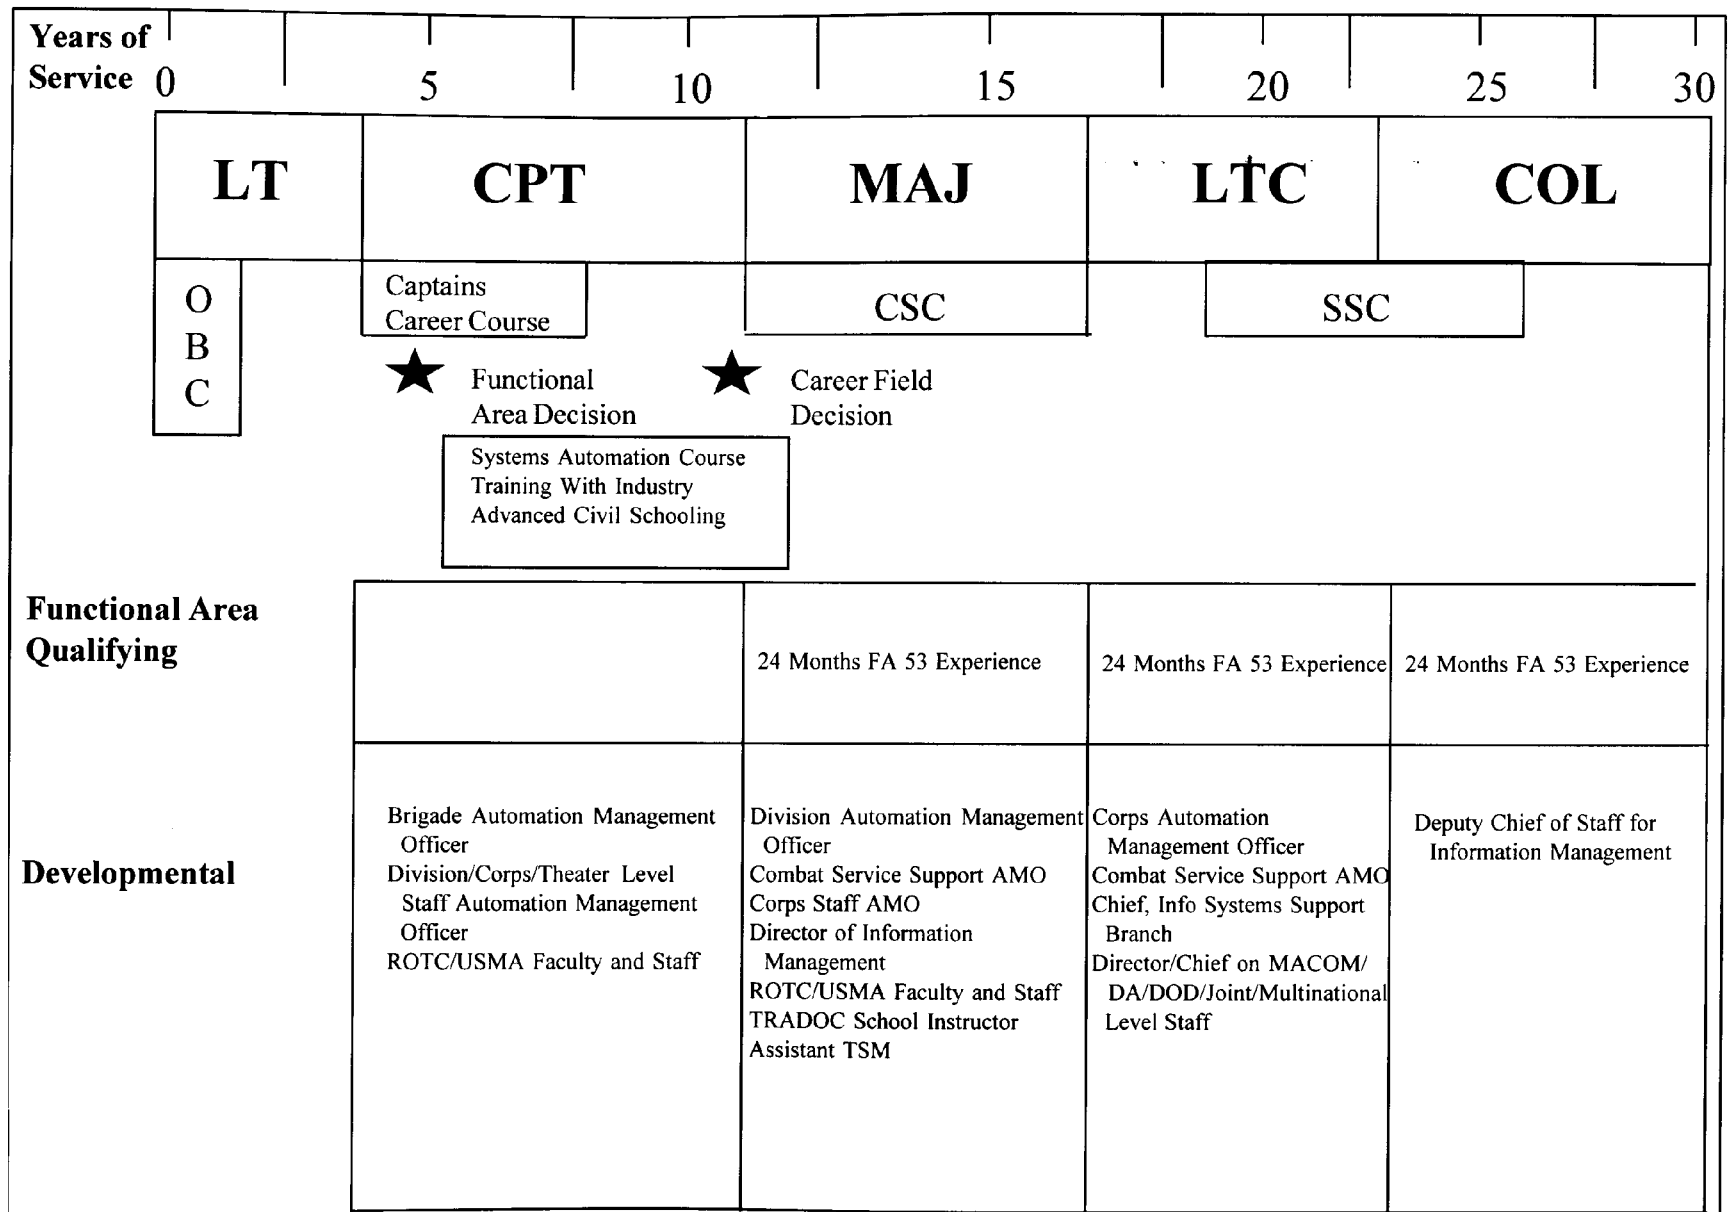 Years of
Service 0 5 10 15 20 25 30
LT CPT MAJ LTC COL
O
B
C
Captains
Career Course
CSC
SSC
Functional
Area Decision
Career Field
Decision
Systems Automation Course
Training With Industry
Advanced Civil Schooling
Functional Area
Qualifying
24 Months FA 53 Experience
24 Months FA 53 Experience
24 Months FA 53 Experience
Developmental
Brigade Automation Management
Officer
Division/Corps/Theater Level
Staff Automation Management
Officer
ROTC/USMA Faculty and Staff
Division Automation Management
Officer
Combat Service Support AMO
Corps Staff AMO
Director of Information
Management
ROTC/USMA Faculty and Staff
TRADOC School Instructor
Assistant TSM
Corps Automation
Management Officer
Combat Service Support AMO
Chief, Info Systems Support
Branch
Director/Chief on MACOM/
DA/DOD/Joint/Multinational
Level Staff
Deputy Chief of Staff for
Information Management